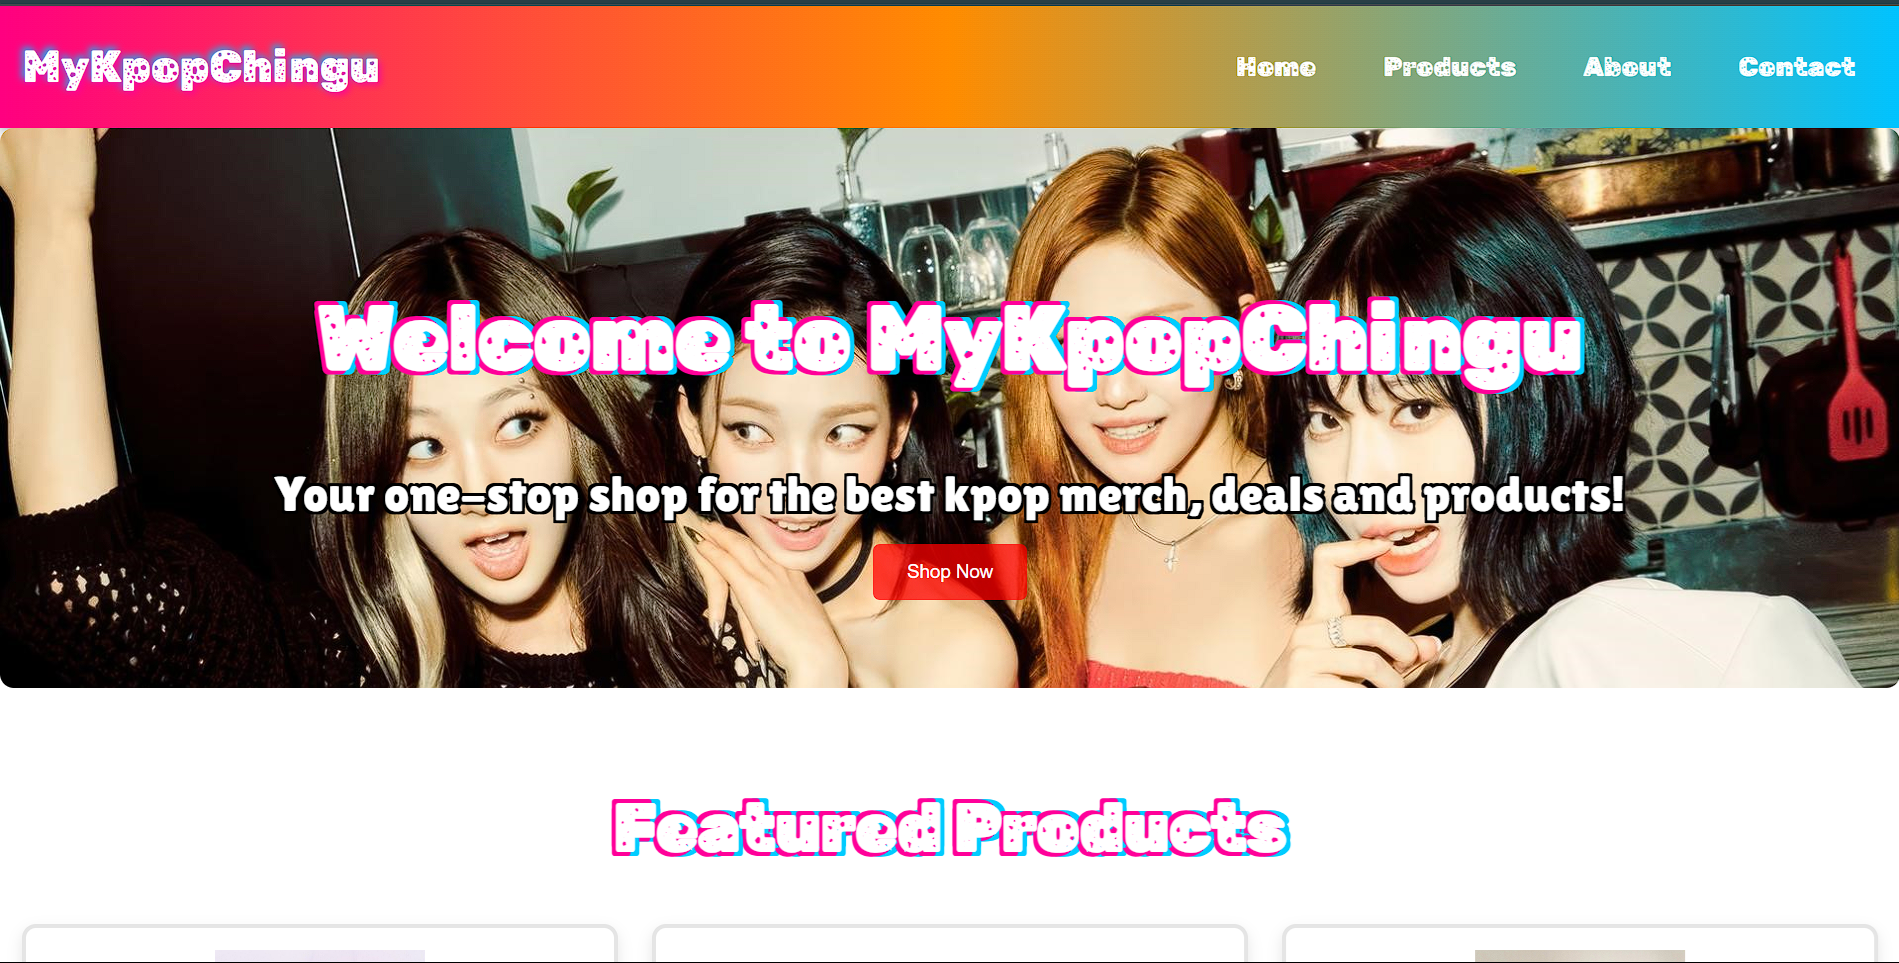 MyKpopChingu
Home Products About Contact
Welcome to MyKpopChingu
Your one-stop shop for the best kpop merch, deals and products!
Shop Now
Featured Products